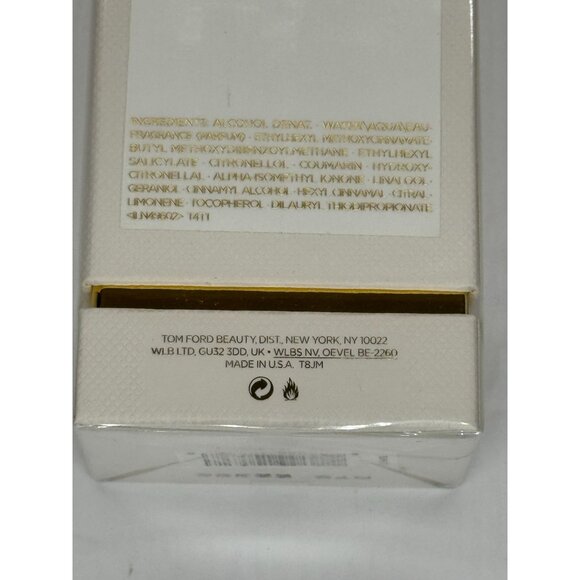 INGREDIENTS: ALCOHOL DENAT. • WATER\AQUA\EAU •
FRAGRANCE (PARFUM) • ETHYLHEXYL METHOXYCINNAMATE •
BUTYL METHOXYDIBENZOYLMETHANE • ETHYLHEXYL
SALICYLATE • CITRONELLOL • COUMARIN • HYDROXY-
CITRONELLAL • ALPHA-ISOMETHYL IONONE • LINALOOL •
GERANIOL • CINNAMYL ALCOHOL • HEXYL CINNAMAL • CITRAL •
LIMONENE • TOCOPHEROL • DILAURYL THIODIPROPIONATE
1411
TOM FORD BEAUTY, DIST., NEW YORK, NY 10022
WLB LTD, GU32 3DD, UK • WLBS NV, OEVEL BE-2260
MADE IN U.S.A. T8JM